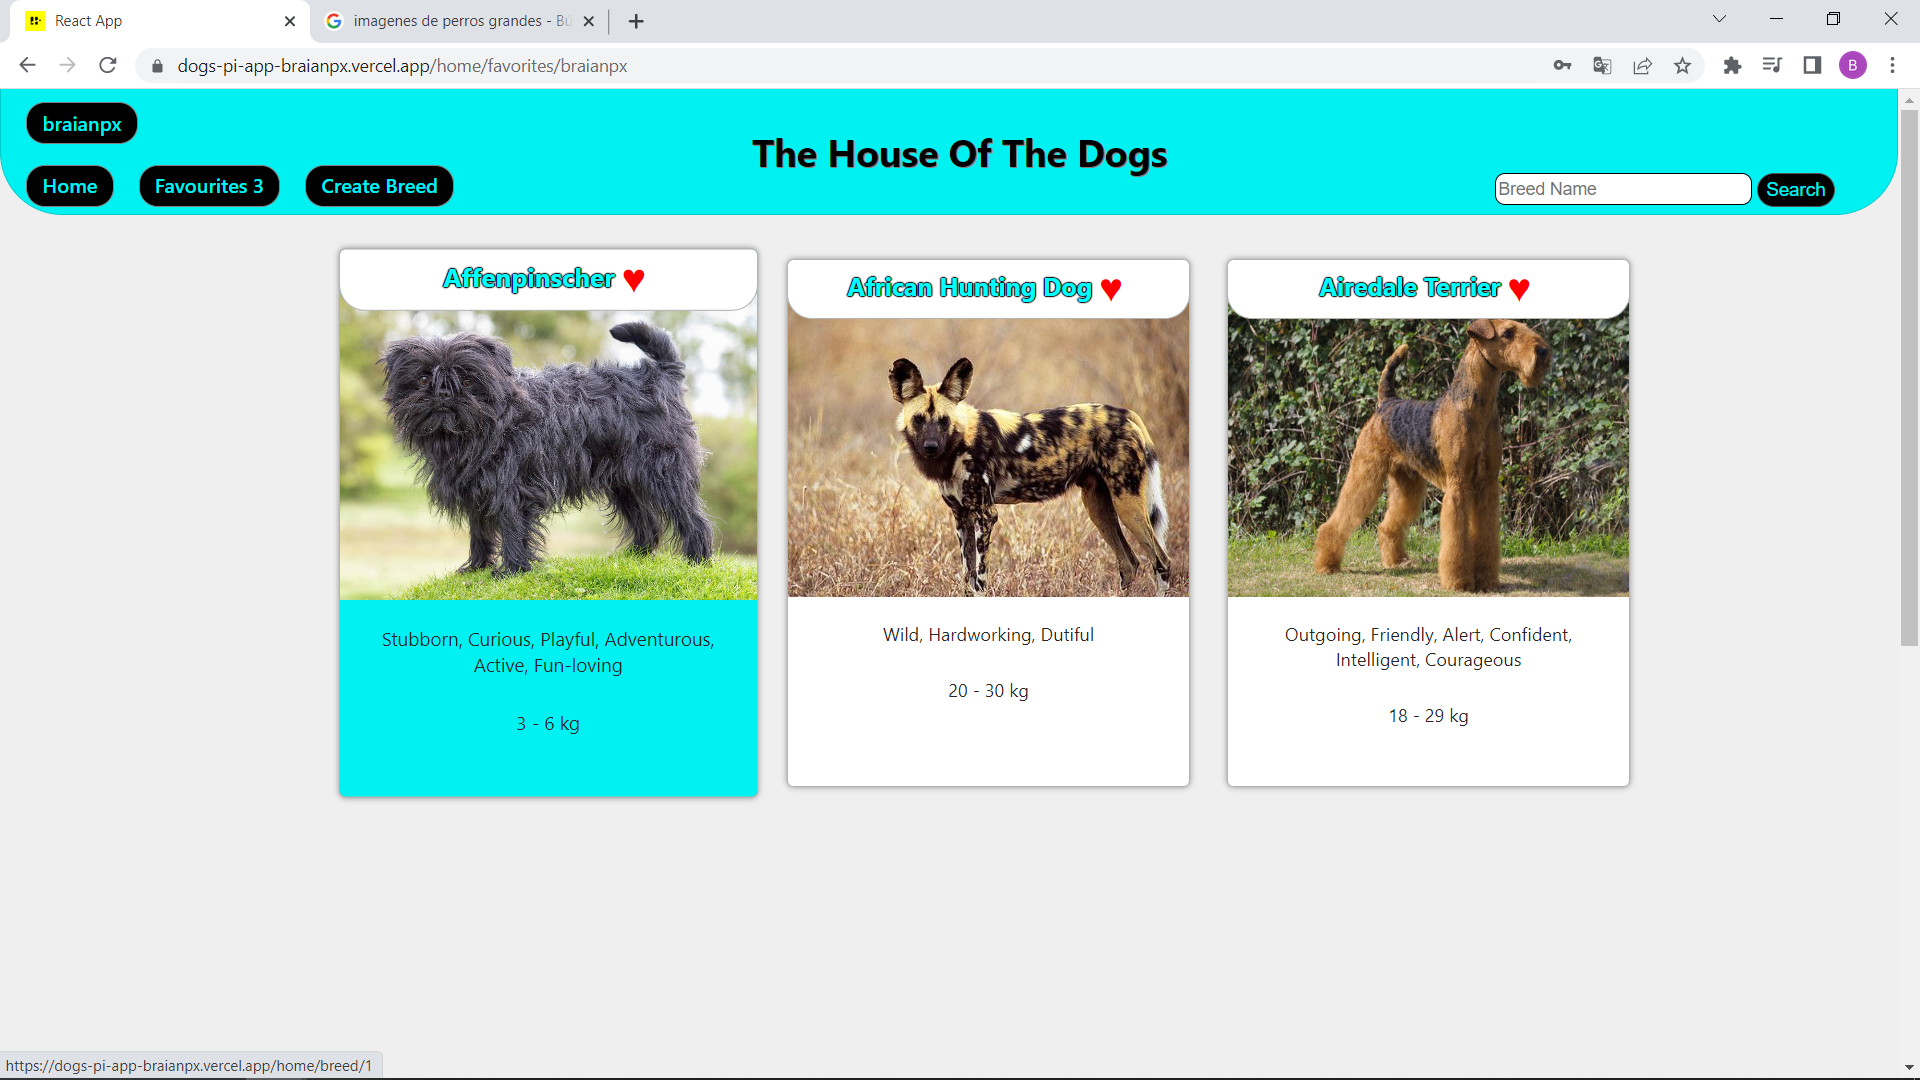 React App
imagenes de perros grandes - Bú
dogs-pi-app-braianpx.vercel.app/home/favorites/braianpx
B
braianpx
The House Of The Dogs
Home
Favourites 3
Create Breed
Breed Name
Search
Affenpinscher ♥
African Hunting Dog ♥
Airedale Terrier ♥
Stubborn, Curious, Playful, Adventurous,
Active, Fun-loving
3 - 6 kg
Wild, Hardworking, Dutiful
20 - 30 kg
Outgoing, Friendly, Alert, Confident,
Intelligent, Courageous
18 - 29 kg
https://dogs-pi-app-braianpx.vercel.app/home/breed/1